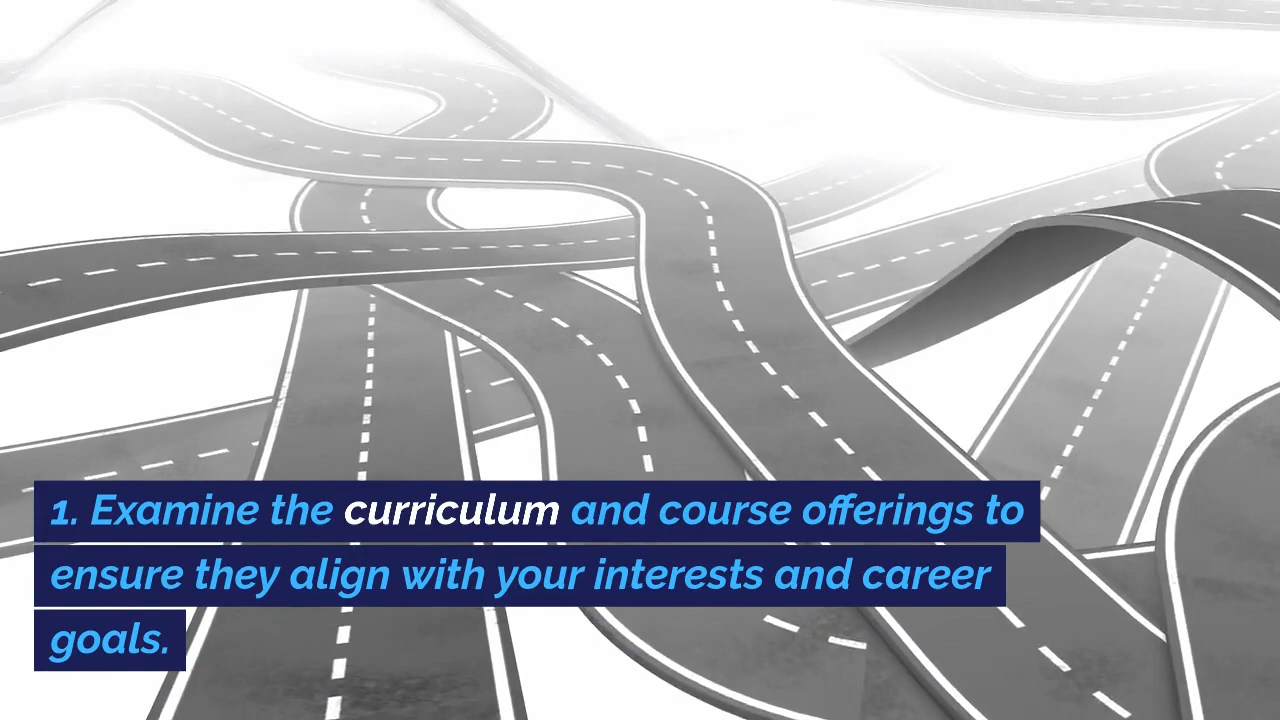 1. Examine the curriculum and course offerings to
ensure they align with your interests and career
goals.